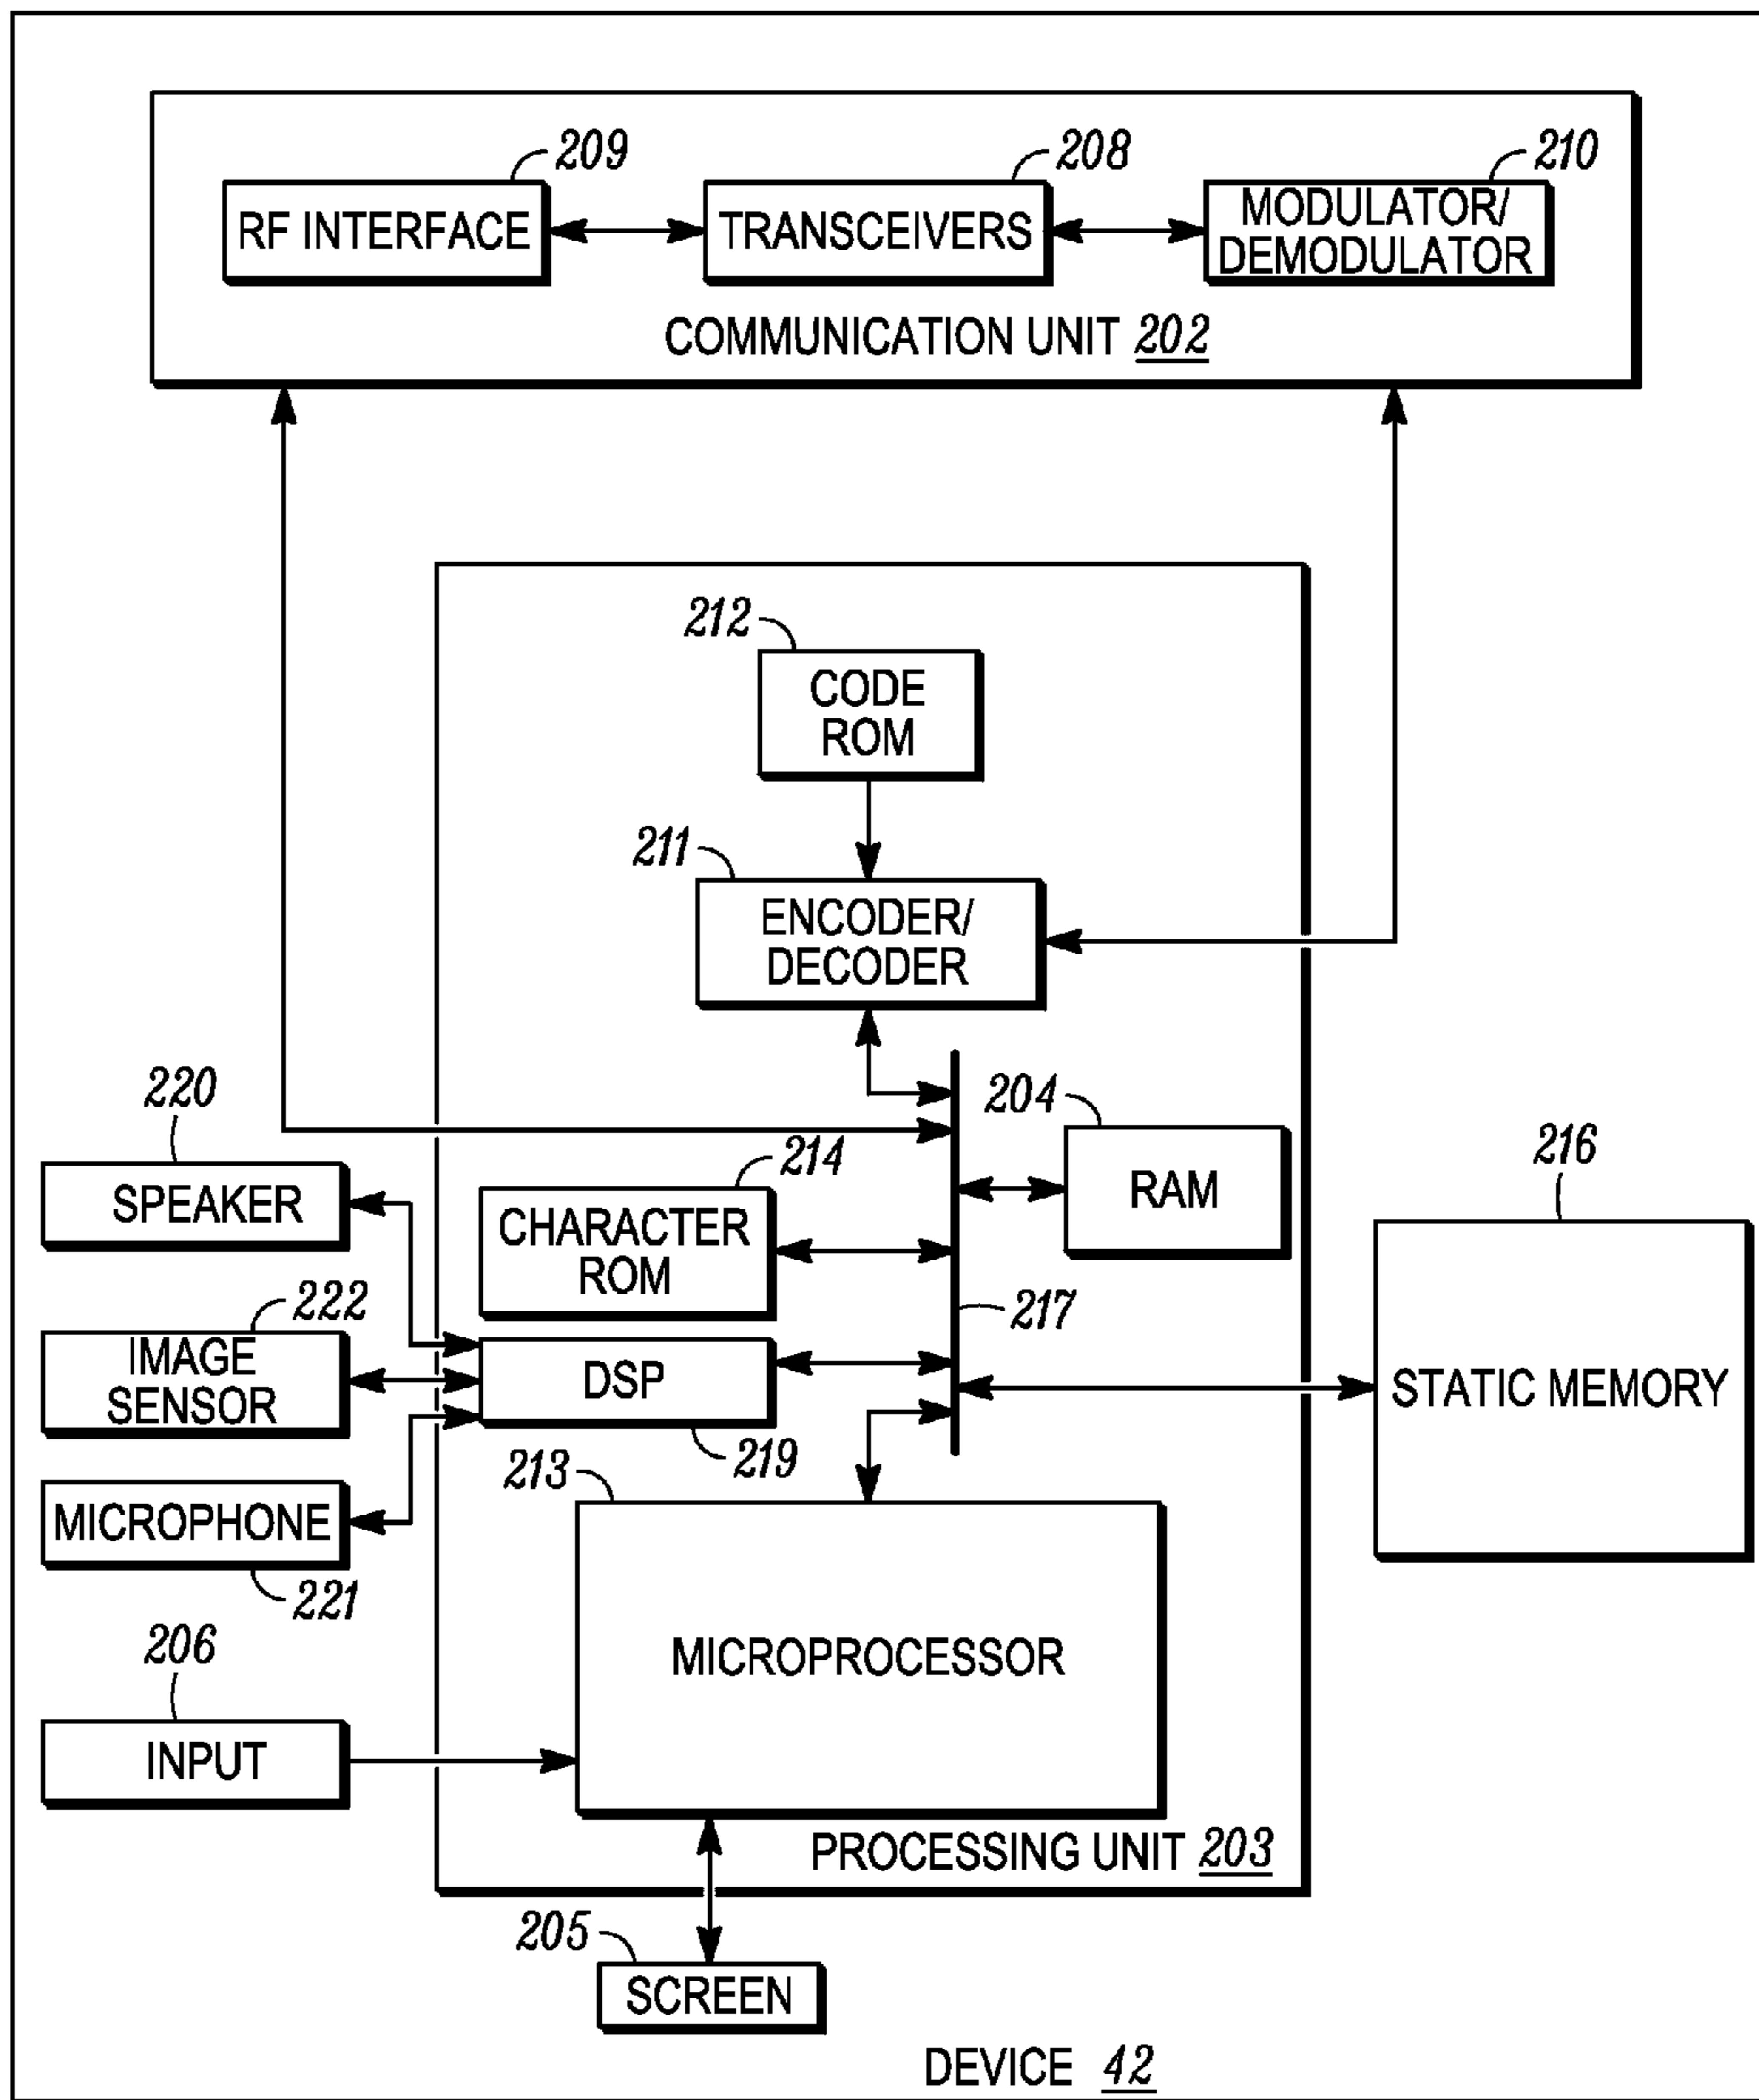 209
208
210
RF INTERFACE
TRANSCEIVERS
MODULATOR/
DEMODULATOR
COMMUNICATION UNIT 202
212
CODE
ROM
211
ENCODER/
DECODER
220
204
SPEAKER
214
RAM
216
CHARACTER
ROM
222
217
IMAGE
SENSOR
DSP
STATIC MEMORY
219
213
MICROPHONE
221
206
MICROPROCESSOR
INPUT
PROCESSING UNIT 203
205
SCREEN
DEVICE 42